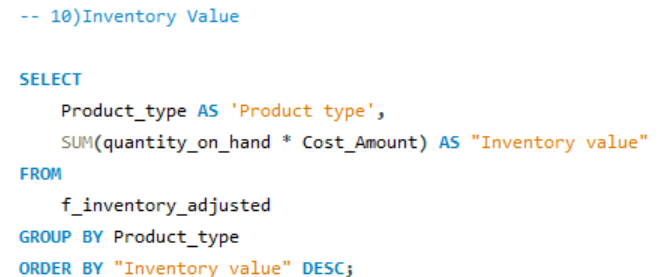 -- 10)Inventory Value
SELECT
Product_type AS 'Product type',
SUM(quantity_on_hand * Cost_Amount) AS "Inventory value"
FROM
f_inventory_adjusted
GROUP BY Product_type
ORDER BY "Inventory value" DESC;